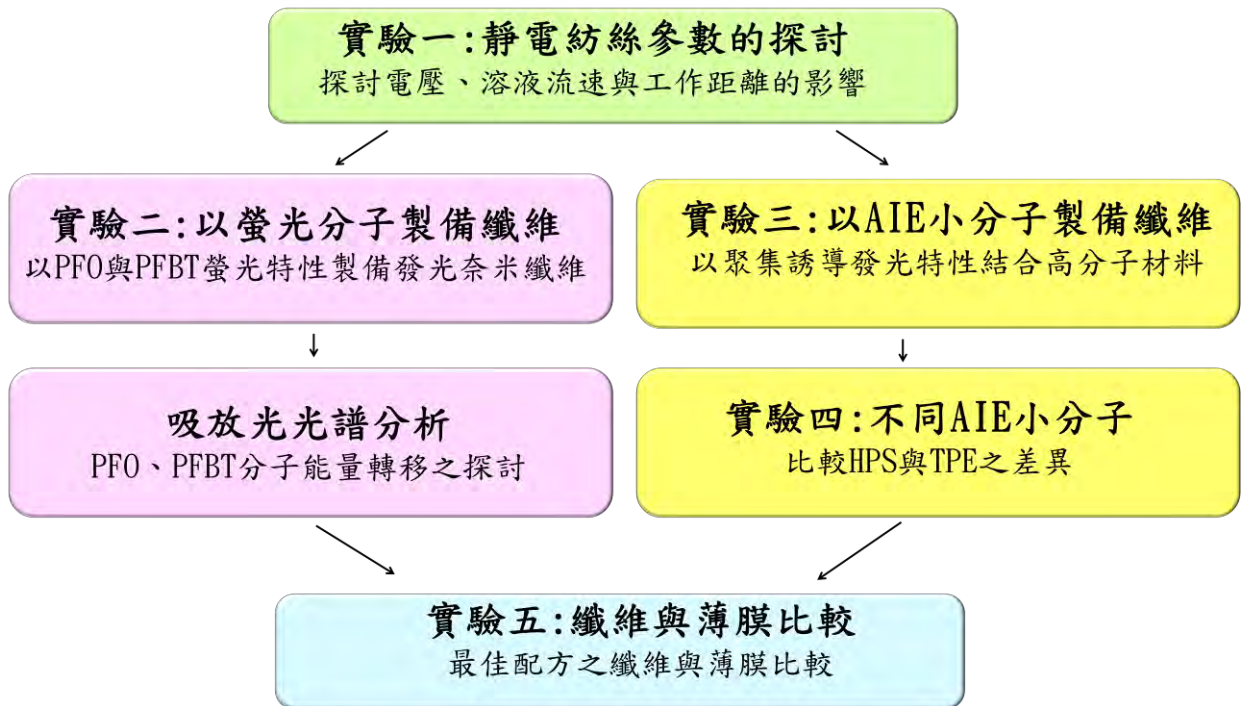 實驗一:靜電紡絲參數的探討
探討電壓、溶液流速與工作距離的影響
實驗二:以螢光分子製備纖維
以PFO與PFBT螢光特性製備發光奈米纖維
實驗三:以AIE小分子製備纖維
以聚集誘導發光特性結合高分子材料
吸放光光譜分析
PFO、PFBT分子能量轉移之探討
實驗四:不同AIE小分子
比較HPS與TPE之差異
實驗五:纖維與薄膜比較
最佳配方之纖維與薄膜比較